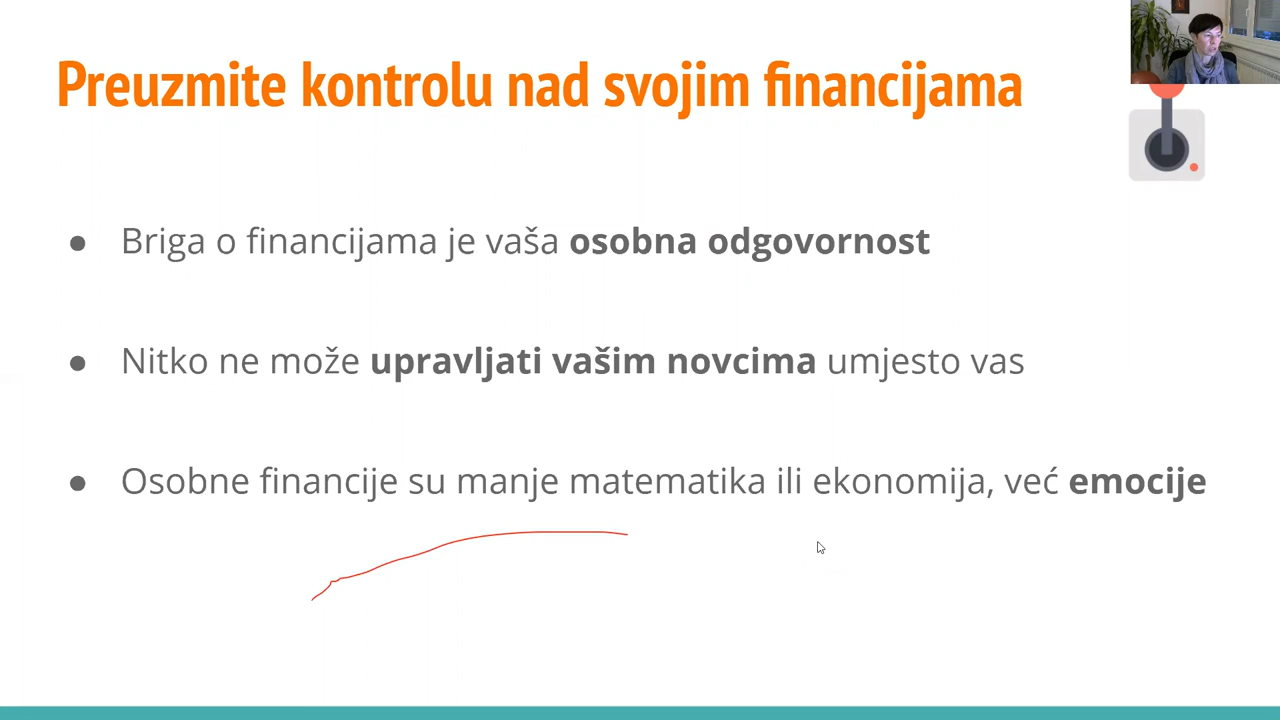 Preuzmite kontrolu nad svojim financijama
● Briga o financijama je vaša osobna odgovornost
● Nitko ne može upravljati vašim novcima umjesto vas
● Osobne financije su manje matematika ili ekonomija, već emocije